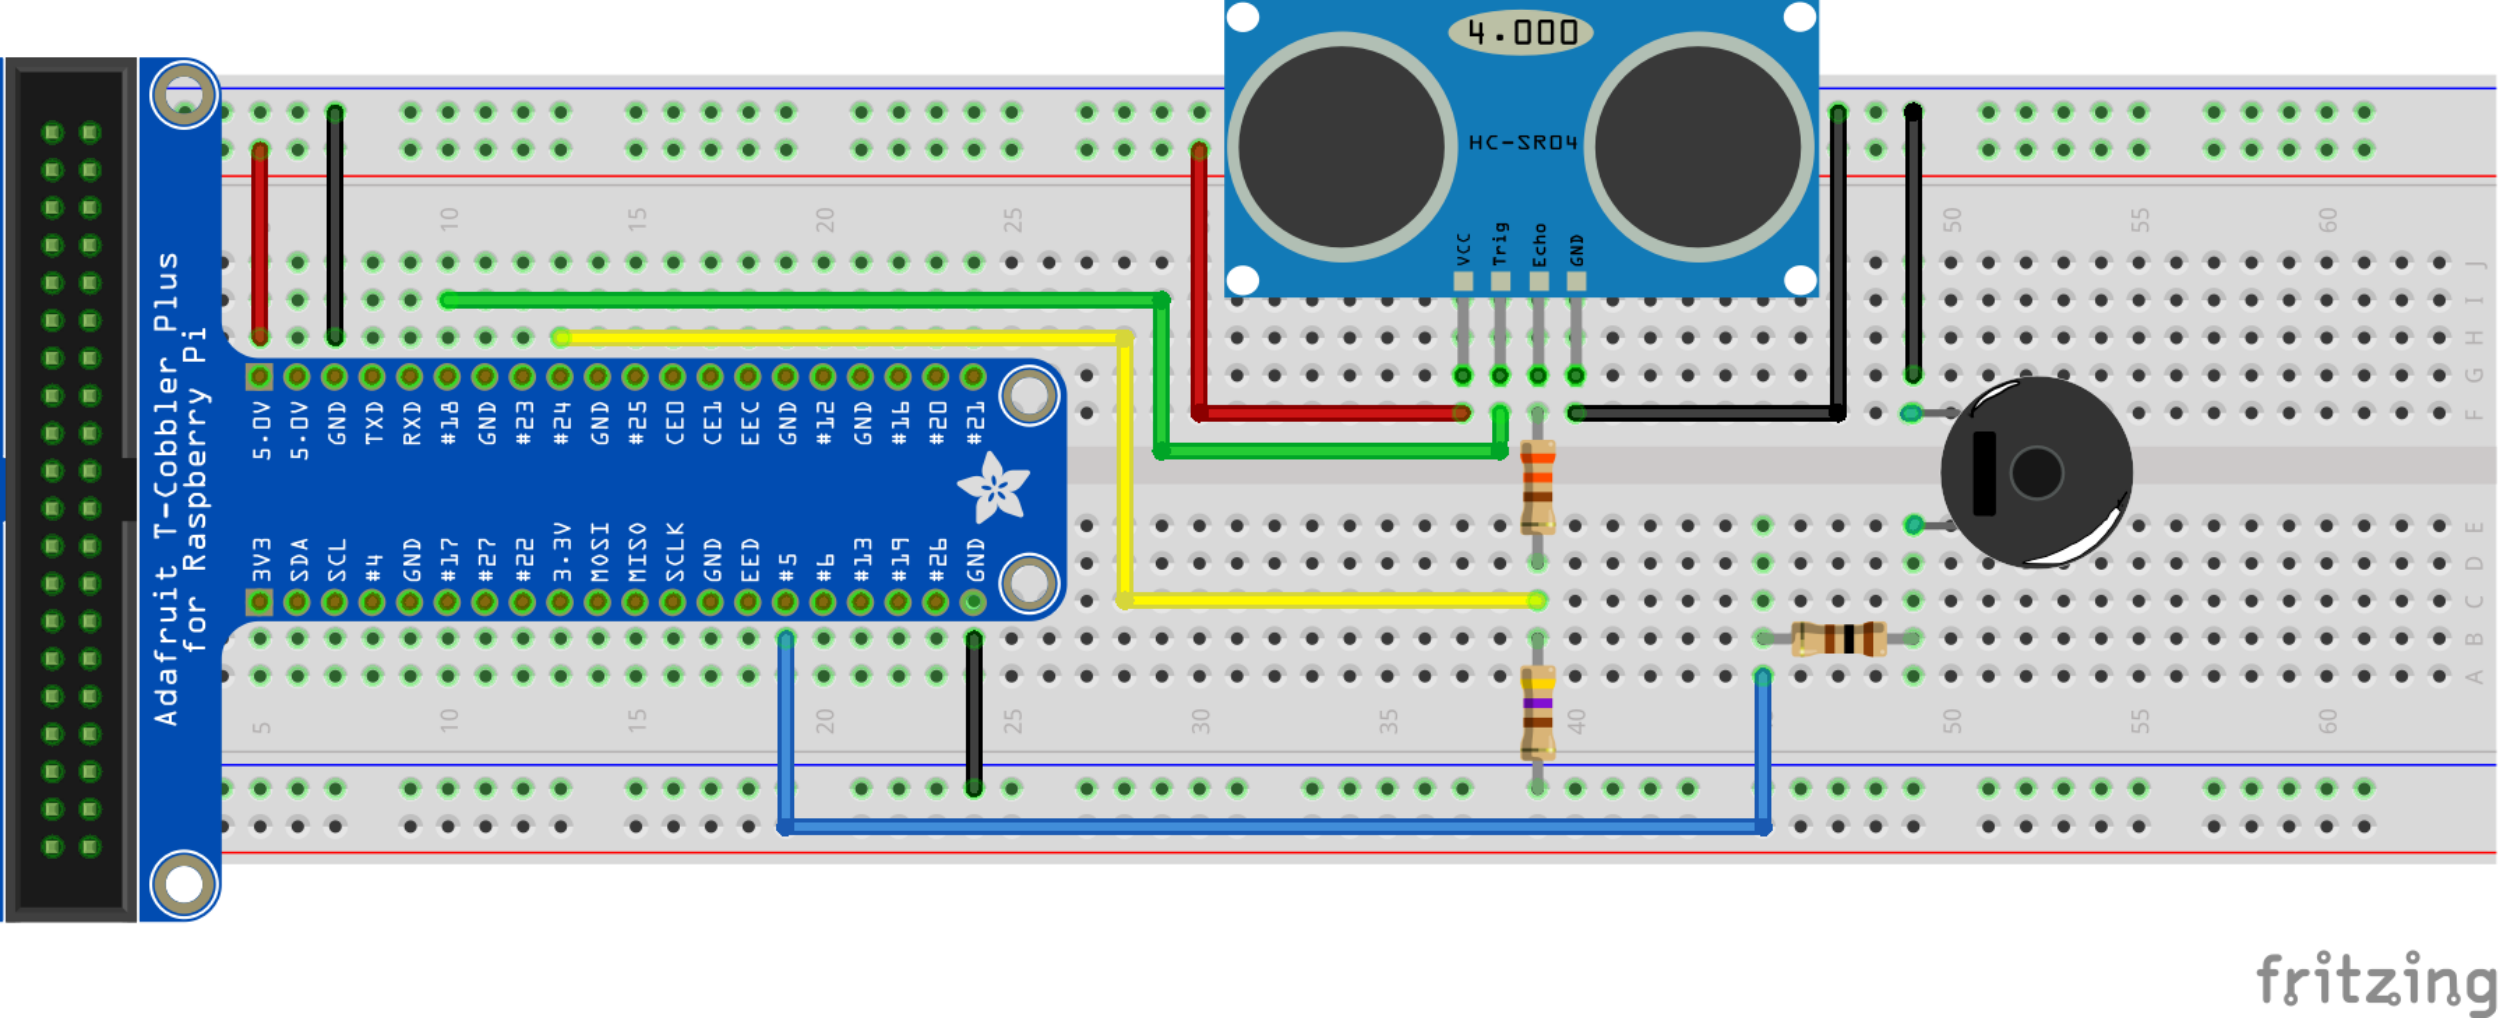 4.000
HC-SR04
VCC Trig Echo GND
10 15 20 25 50 55 60
J
I
H
G
F
Adafruit T-Cobbler Plus
for Raspberry Pi
5.0V 5.0V GND TXD RXD #18 GND #23 #24 GND #25 CE0 CE1 EEC GND #12 GND #16 #20 #21
3V3 SDA SCL #4 GND #17 #27 #22 3.3V MOSI MISO SCLK GND EED #5 #6 #13 #19 #26 GND
E
D
C
B
A
5 10 15 20 25 30 35 40 50 55 60
fritzing